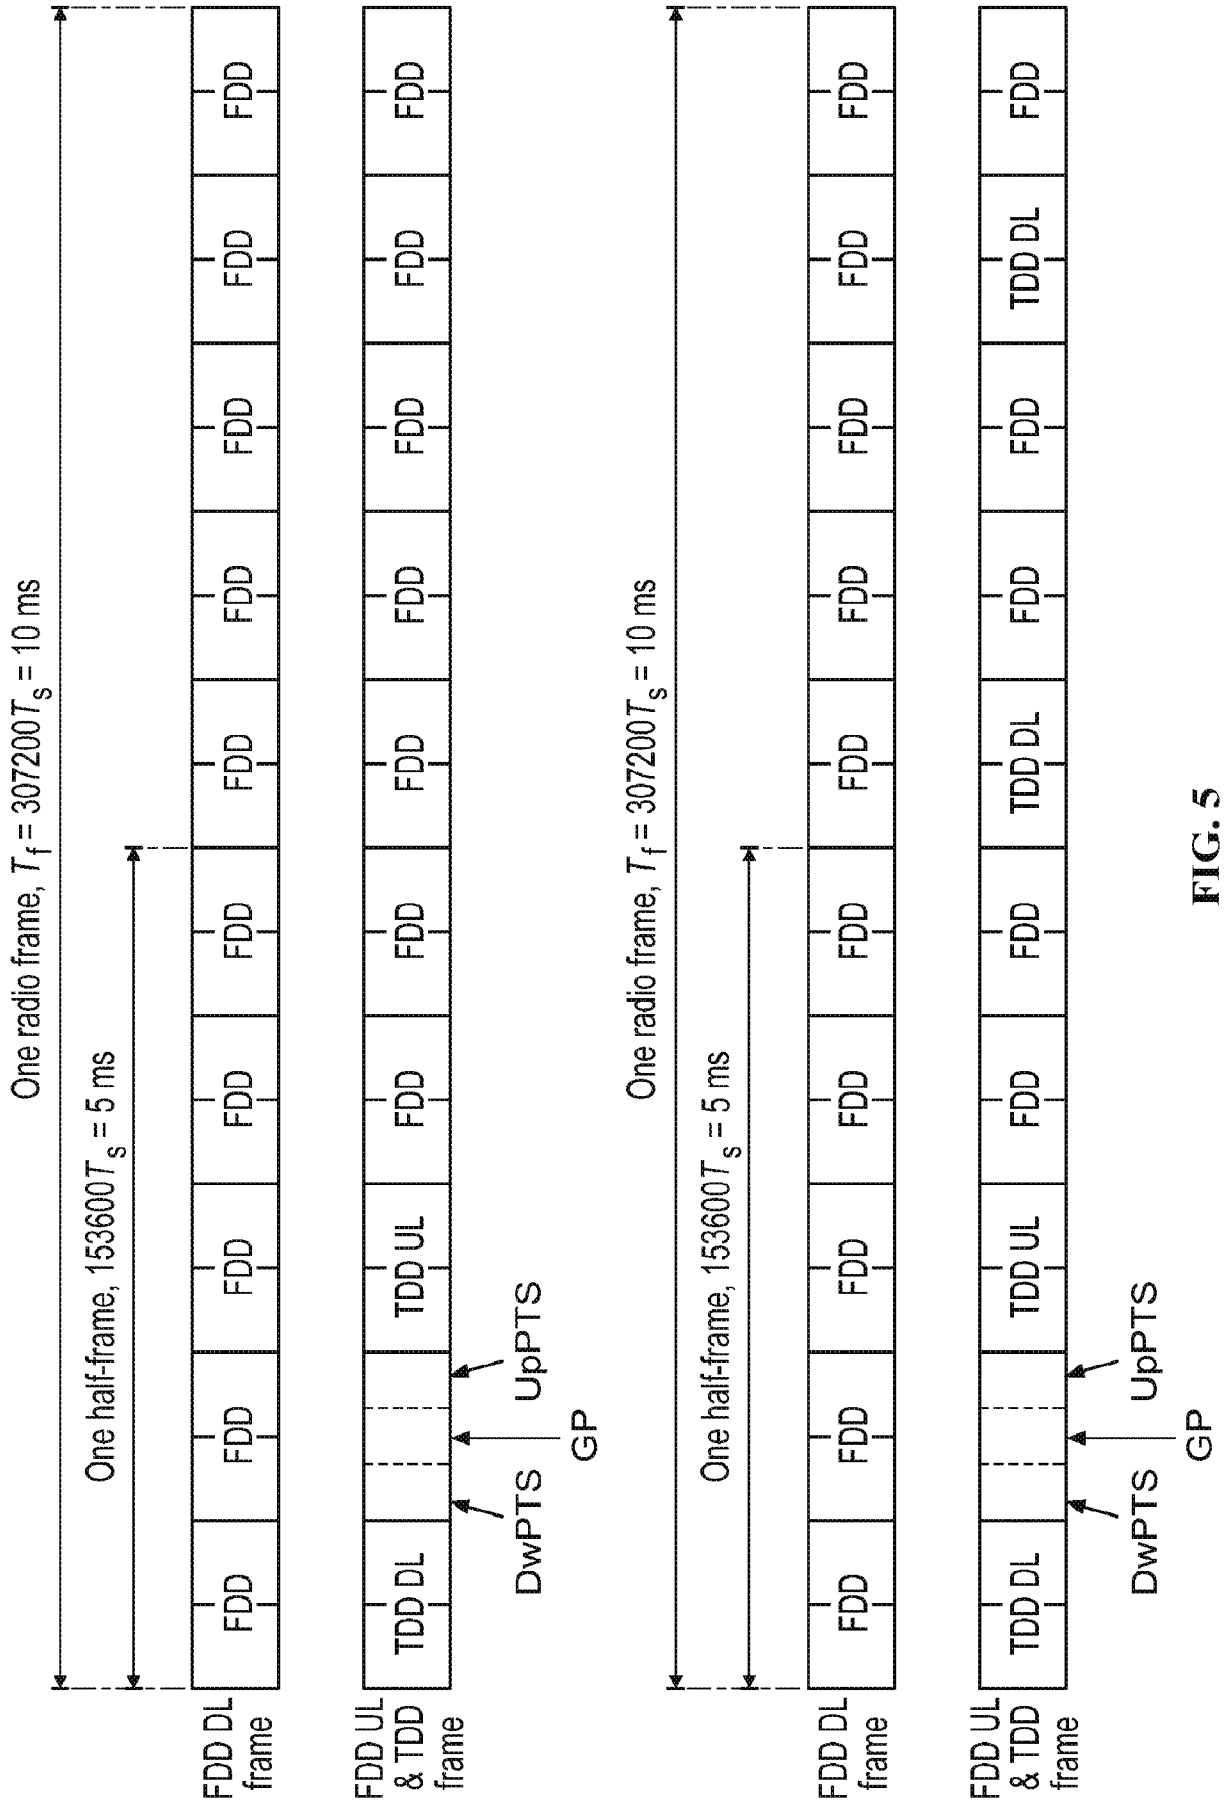 One radio frame, Tf = 307200Ts = 10 ms
One half-frame, 153600Ts = 5 ms
FDD DL
frame
FDD FDD FDD FDD FDD FDD FDD FDD FDD FDD
FDD UL
& TDD
frame
TDD DL TDD UL FDD FDD FDD FDD FDD FDD FDD
DwPTS GP UpPTS
One radio frame, Tf = 307200Ts = 10 ms
One half-frame, 153600Ts = 5 ms
FDD DL
frame
FDD FDD FDD FDD FDD FDD FDD FDD FDD FDD
FDD UL
& TDD
frame
TDD DL TDD UL FDD FDD TDD DL FDD FDD TDD DL FDD
DwPTS GP UpPTS
FIG. 5